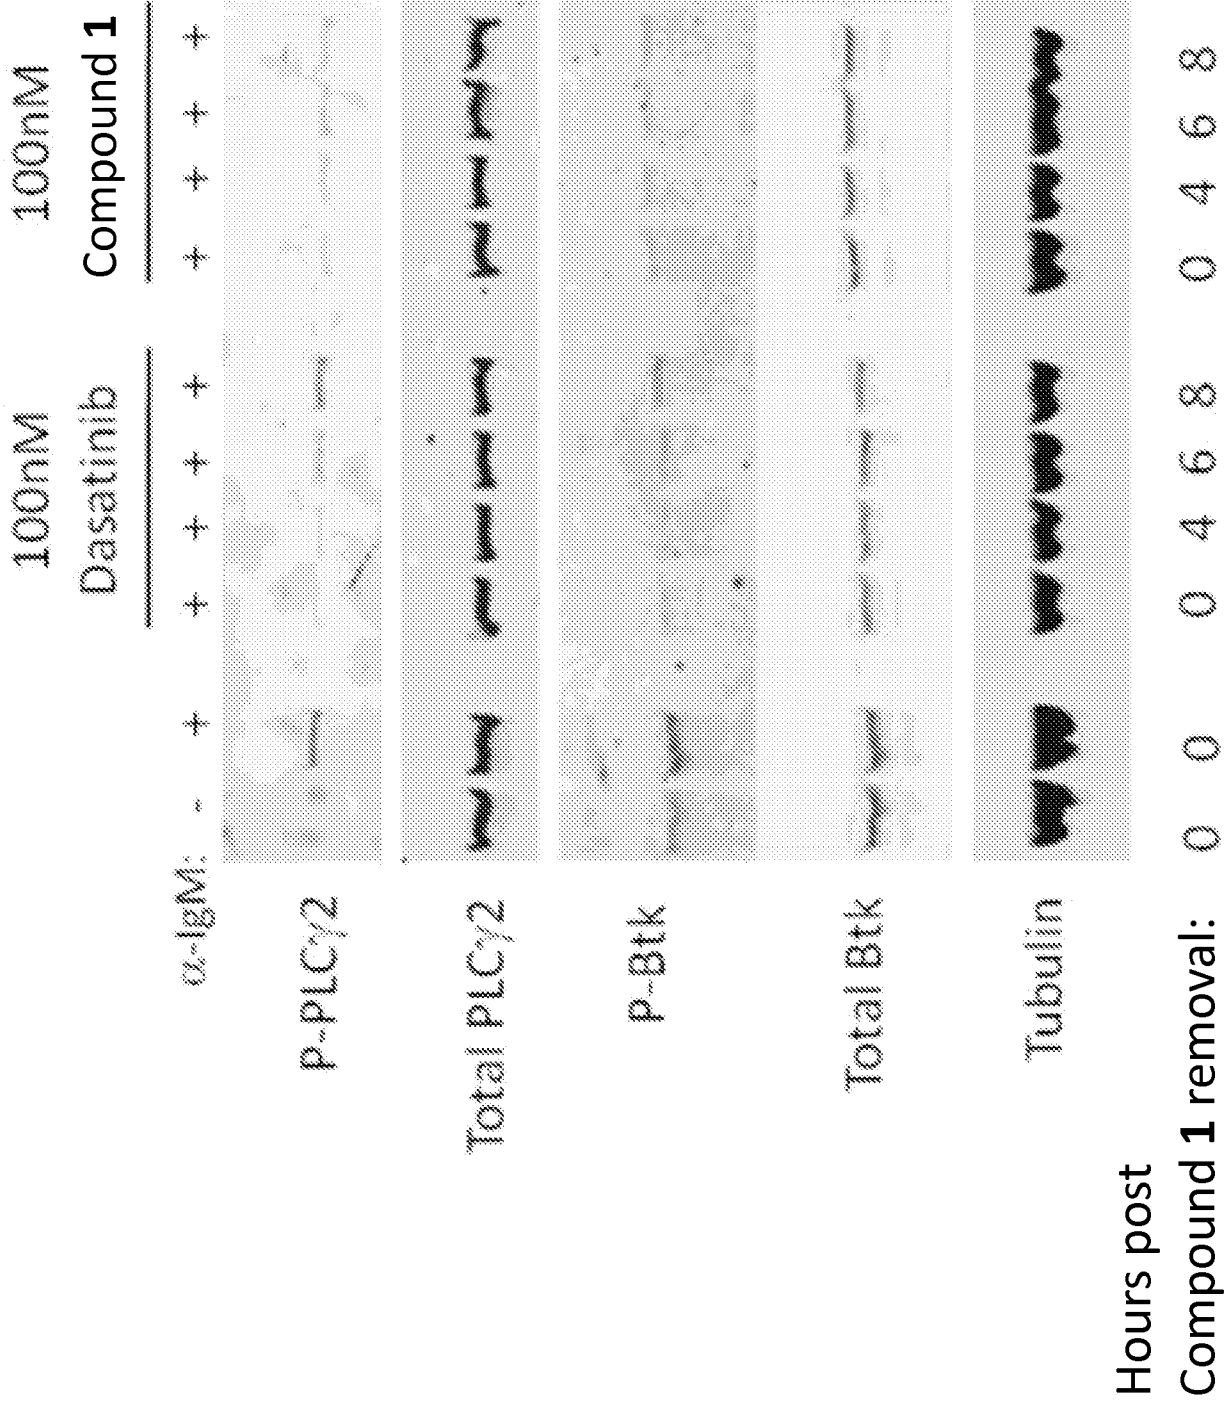 100nM 100nM
Dasatinib Compound 1
α-IgM: - + + + + + + + + +
P-PLCγ2
Total PLCγ2
P-Btk
Total Btk
Tubulin
Hours post
Compound 1 removal: 0 0 0 4 6 8 0 4 6 8